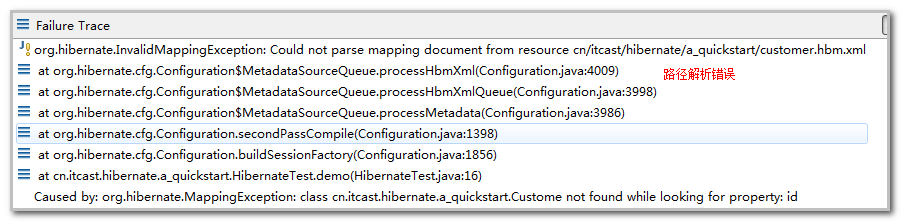 Failure Trace
org.hibernate.InvalidMappingException: Could not parse mapping document from resource cn/itcast/hibernate/a_quickstart/customer.hbm.xml
at org.hibernate.cfg.Configuration$MetadataSourceQueue.processHbmXml(Configuration.java:4009) 路径解析错误
at org.hibernate.cfg.Configuration$MetadataSourceQueue.processHbmXmlQueue(Configuration.java:3998)
at org.hibernate.cfg.Configuration$MetadataSourceQueue.processMetadata(Configuration.java:3986)
at org.hibernate.cfg.Configuration.secondPassCompile(Configuration.java:1398)
at org.hibernate.cfg.Configuration.buildSessionFactory(Configuration.java:1856)
at cn.itcast.hibernate.a_quickstart.HibernateTest.demo(HibernateTest.java:16)
Caused by: org.hibernate.MappingException: class cn.itcast.hibernate.a_quickstart.Custome not found while looking for property: id